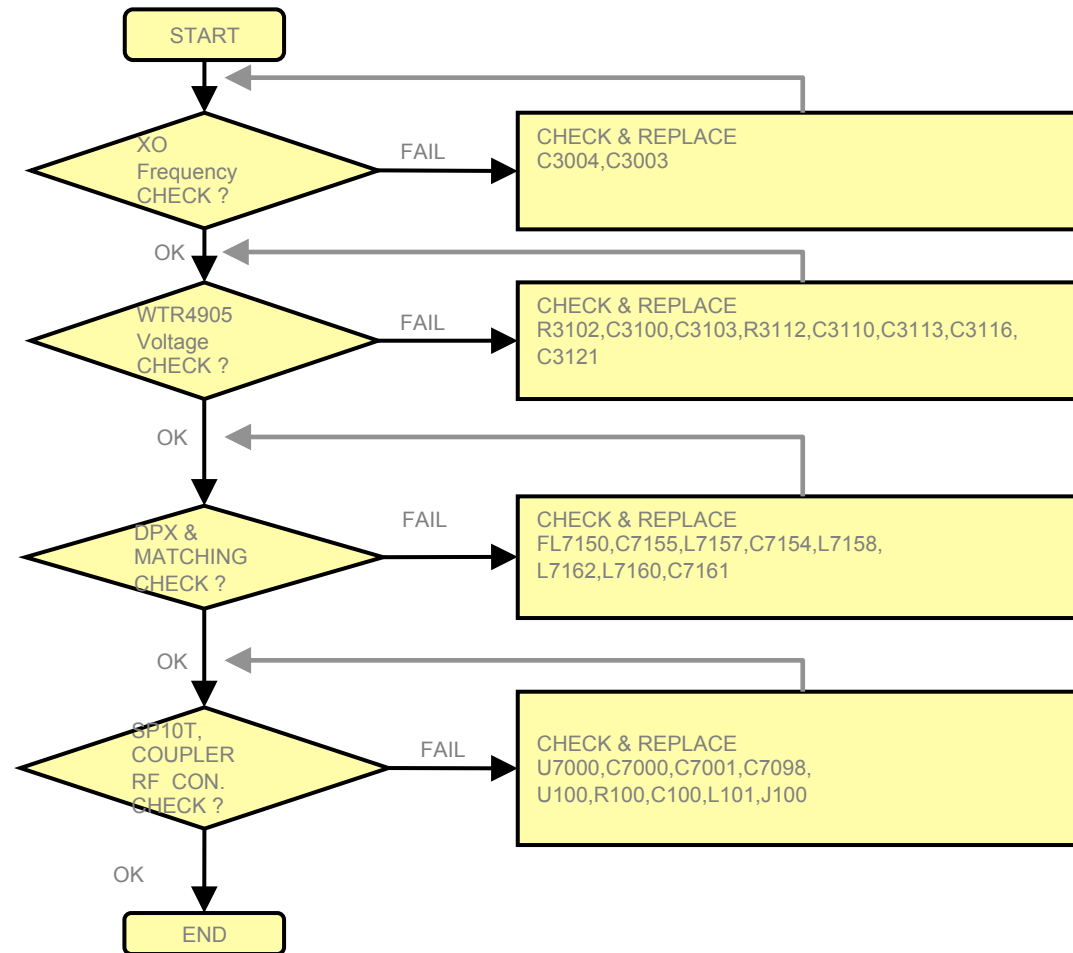 START
XO
Frequency
CHECK ?
FAIL
CHECK & REPLACE
C3004,C3003
OK
WTR4905
Voltage
CHECK ?
FAIL
CHECK & REPLACE
R3102,C3100,C3103,R3112,C3110,C3113,C3116,
C3121
OK
DPX &
MATCHING
CHECK ?
FAIL
CHECK & REPLACE
FL7150,C7155,L7157,C7154,L7158,
L7162,L7160,C7161
OK
SP10T,
COUPLER
RF CON.
CHECK ?
FAIL
CHECK & REPLACE
U7000,C7000,C7001,C7098,
U100,R100,C100,L101,J100
OK
END